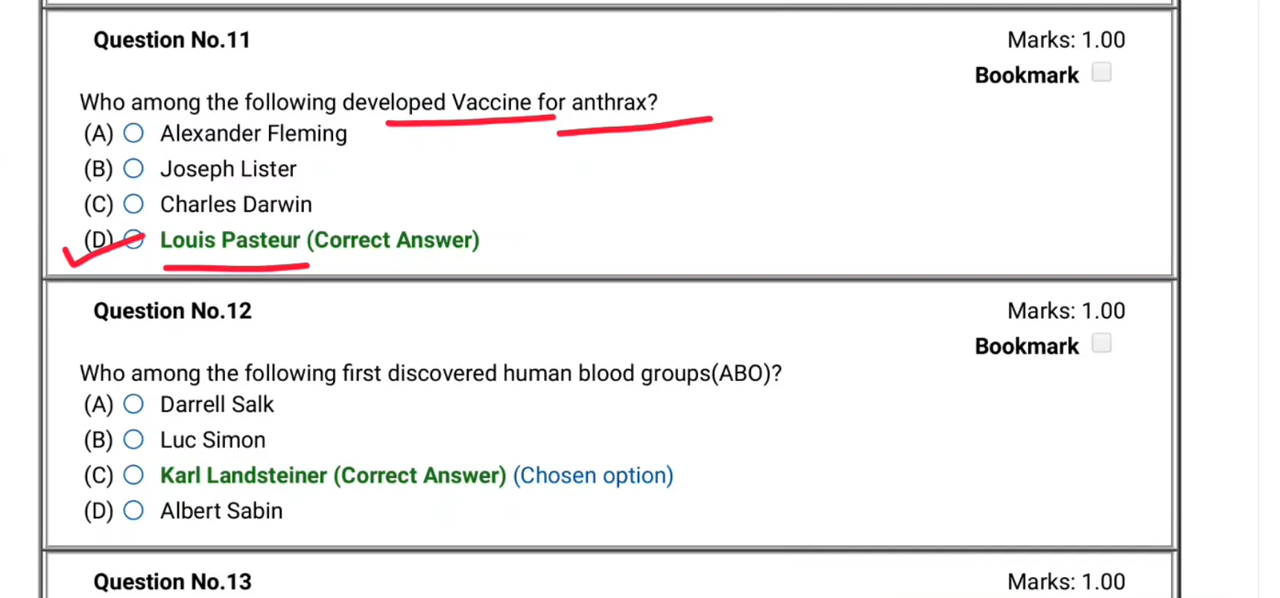 Question No.11
Marks: 1.00
Bookmark
Who among the following developed Vaccine for anthrax?
(A) Alexander Fleming
(B) Joseph Lister
(C) Charles Darwin
(D) Louis Pasteur (Correct Answer)
Question No.12
Marks: 1.00
Bookmark
Who among the following first discovered human blood groups(ABO)?
(A) Darrell Salk
(B) Luc Simon
(C) Karl Landsteiner (Correct Answer) (Chosen option)
(D) Albert Sabin
Question No.13
Marks: 1.00